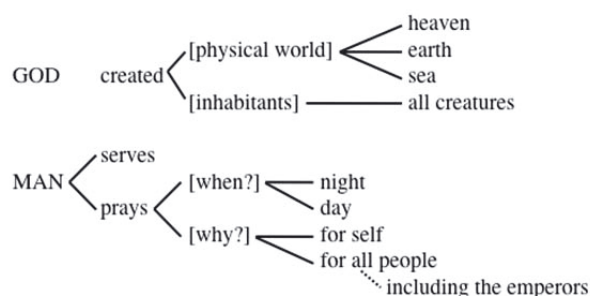 heaven
[physical world]
earth
GOD created
sea
[inhabitants]
all creatures
serves
MAN
[when?]
night
prays
day
[why?]
for self
for all people
including the emperors